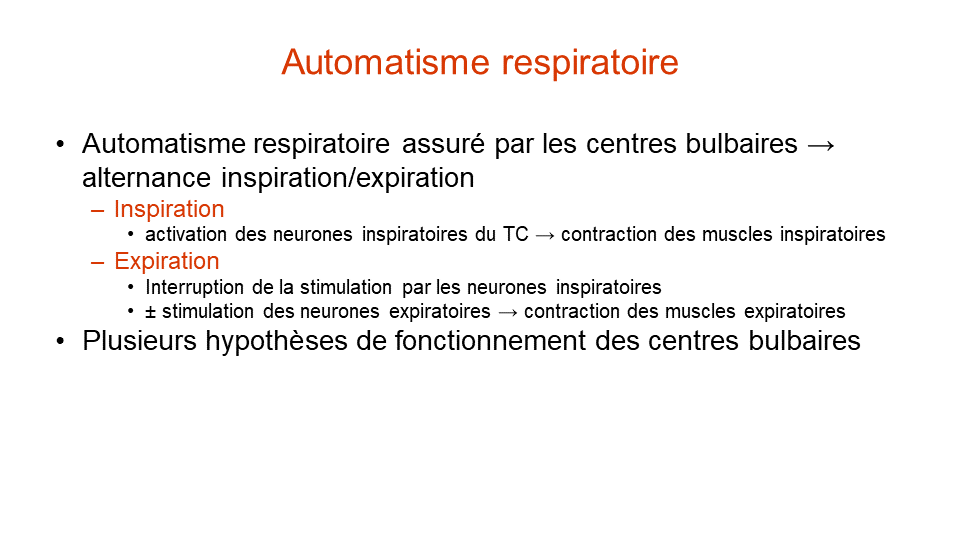 Automatisme respiratoire
• Automatisme respiratoire assuré par les centres bulbaires →
alternance inspiration/expiration
– Inspiration
• activation des neurones inspiratoires du TC → contraction des muscles inspiratoires
– Expiration
• Interruption de la stimulation par les neurones inspiratoires
• ± stimulation des neurones expiratoires → contraction des muscles expiratoires
• Plusieurs hypothèses de fonctionnement des centres bulbaires